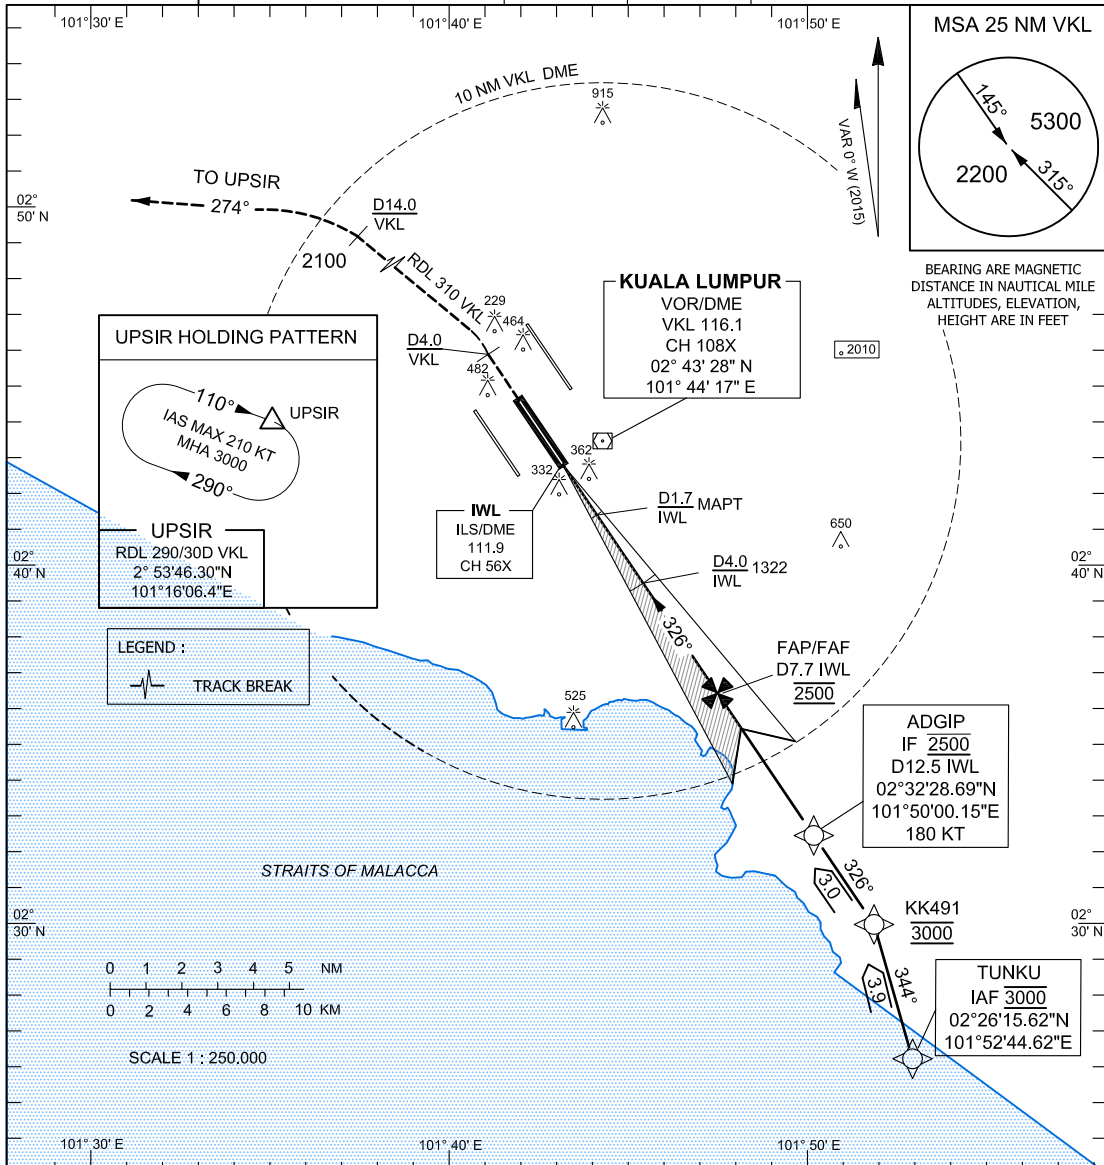 101° 30' E
101° 40' E
101° 50' E
MSA 25 NM VKL
145°
5300
2200
315°
10 NM VKL DME
915
VAR 0° W (2015)
TO UPSIR
274°
02°
50' N
D14.0
VKL
2100
RDL 310 VKL
BEARING ARE MAGNETIC
DISTANCE IN NAUTICAL MILE
ALTITUDES, ELEVATION,
HEIGHT ARE IN FEET
KUALA LUMPUR
VOR/DME
VKL 116.1
CH 108X
02° 43' 28" N
101° 44' 17" E
229
464
D4.0
VKL
482
2010
UPSIR HOLDING PATTERN
110°
UPSIR
IAS MAX 210 KT
MHA 3000
290°
UPSIR
RDL 290/30D VKL
2° 53'46.30"N
101°16'06.4"E
362
332
IWL
ILS/DME
111.9
CH 56X
D1.7 MAPT
IWL
650
D4.0 1322
IWL
02°
40' N
02°
40' N
326°
LEGEND :
TRACK BREAK
FAP/FAF
D7.7 IWL
2500
525
ADGIP
IF 2500
D12.5 IWL
02°32'28.69"N
101°50'00.15"E
180 KT
STRAITS OF MALACCA
326°
3.0
KK491
3000
02°
30' N
02°
30' N
344°
3.9
TUNKU
IAF 3000
02°26'15.62"N
101°52'44.62"E
0 1 2 3 4 5 NM
0 2 4 6 8 10 KM
SCALE 1 : 250.000
101° 30' E
101° 40' E
101° 50' E